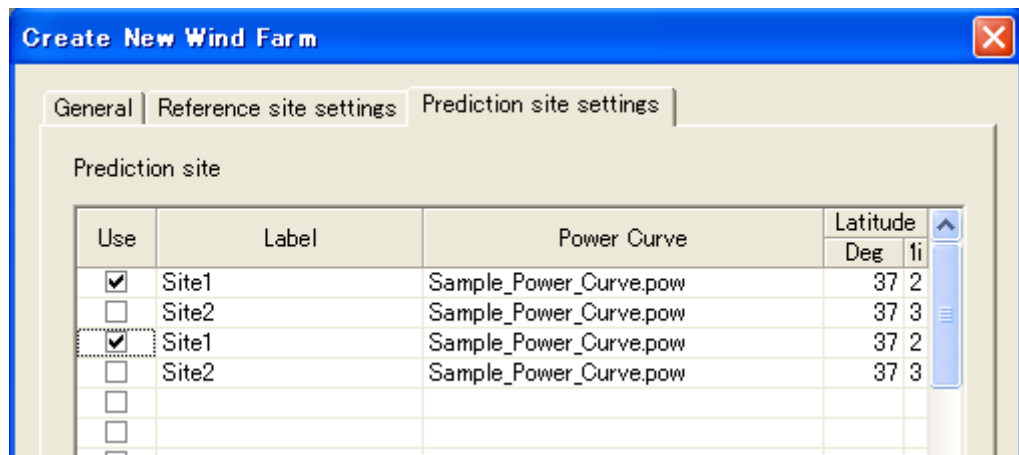 Create New Wind Farm
General Reference site settings Prediction site settings
Prediction site
Use Label Power Curve Latitude
Deg
Site1 Sample_Power_Curve.pow 37 2
Site2 Sample_Power_Curve.pow 37 3
Site1 Sample_Power_Curve.pow 37 2
Site2 Sample_Power_Curve.pow 37 3